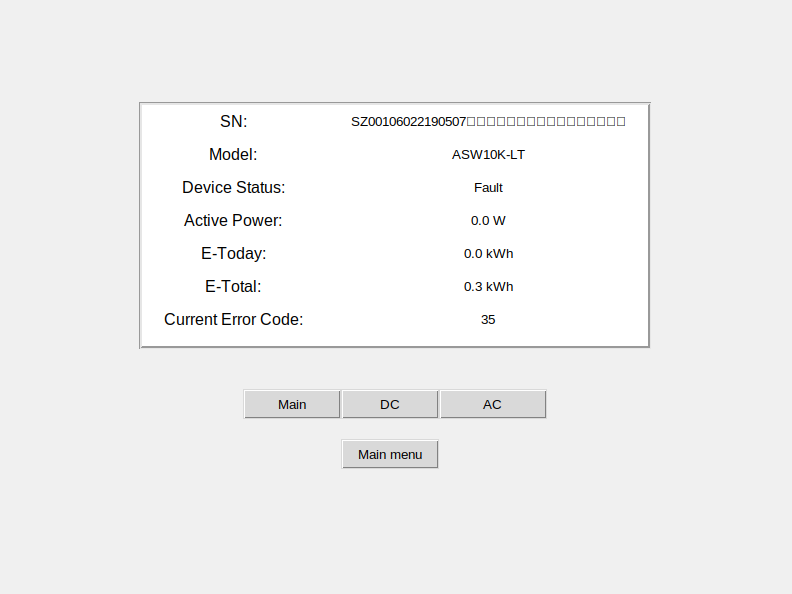 SN: SZ00106022190507
Model: ASW10K-LT
Device Status: Fault
Active Power: 0.0 W
E-Today: 0.0 kWh
E-Total: 0.3 kWh
Current Error Code: 35
Main DC AC
Main menu